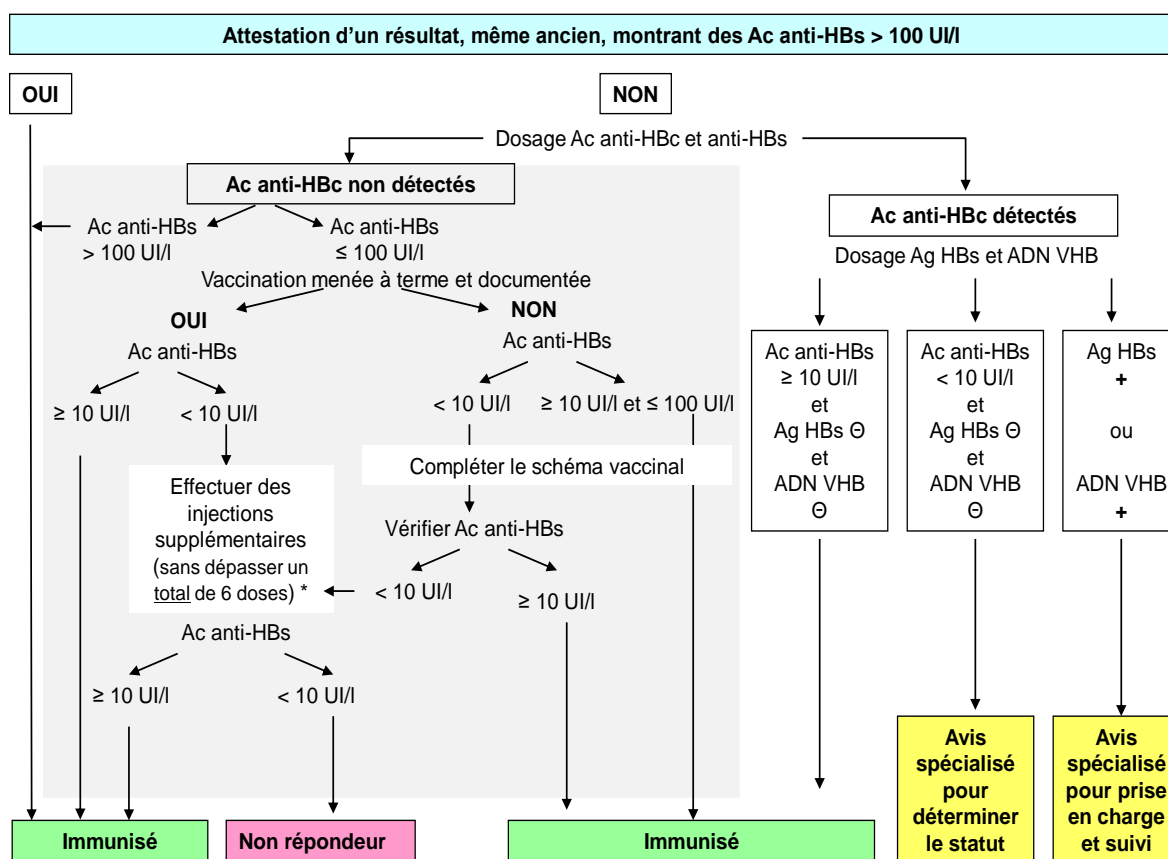 Attestation d'un résultat, même ancien, montrant des Ac anti-HBs > 100 UI/l
OUI
NON
Dosage Ac anti-HBc et anti-HBs
Ac anti-HBc non détectés
Ac anti-HBs
> 100 UI/l
Ac anti-HBs
≤ 100 UI/l
Vaccination menée à terme et documentée
OUI
Ac anti-HBs
≥ 10 UI/l
< 10 UI/l
Effectuer des
injections
supplémentaires
(sans dépasser un
total de 6 doses) *
Ac anti-HBs
≥ 10 UI/l
< 10 UI/l
NON
Ac anti-HBs
< 10 UI/l
≥ 10 UI/l et ≤ 100 UI/l
Compléter le schéma vaccinal
Vérifier Ac anti-HBs
< 10 UI/l
≥ 10 UI/l
Ac anti-HBc détectés
Dosage Ag HBs et ADN VHB
Ac anti-HBs
≥ 10 UI/l
et
Ag HBs Θ
et
ADN VHB
Θ
Ac anti-HBs
< 10 UI/l
et
Ag HBs Θ
et
ADN VHB
Θ
Ag HBs
+
ou
ADN VHB
+
Immunisé
Non répondeur
Immunisé
Avis
spécialisé
pour
déterminer
le statut
Avis
spécialisé
pour prise
en charge
et suivi